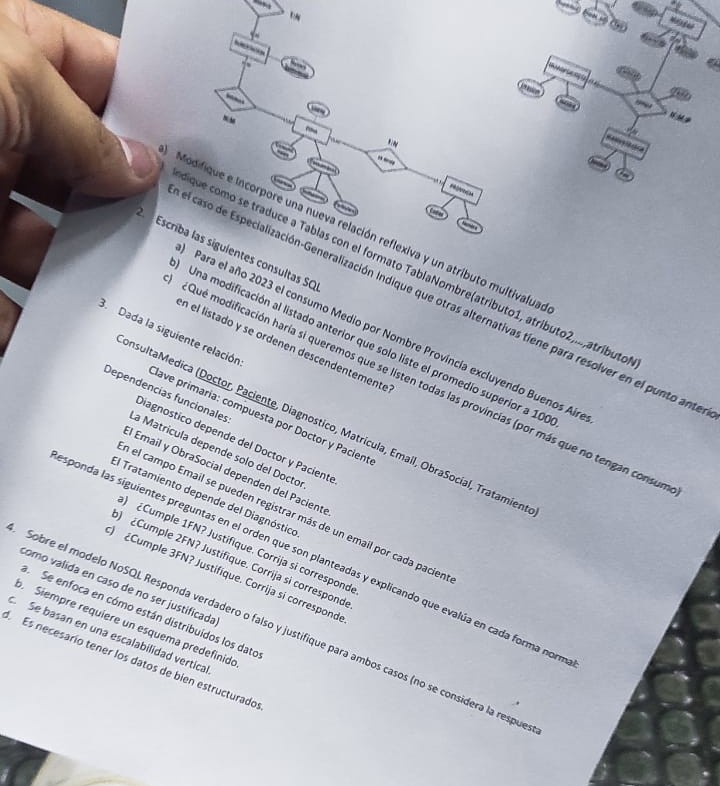 1:N
N:M
1:N
ZONA
PROVINCIA
N:M:P
a) Modifique e incorpore una nueva relación reflexiva y un atributo multivaluado
Indique como se traduce a Tablas con el formato TablaNombre(atributo1, atributo2,....,atributoN)
En el caso de Especialización-Generalización Indique que otras alternativas tiene para resolver en el punto anterior
2. Escriba las siguientes consultas SQL
a) Para el año 2023 el consumo Medio por Nombre Provincia excluyendo Buenos Aires.
b) Una modificación al listado anterior que solo liste el promedio superior a 1000.
c) ¿Qué modificación haría si queremos que se listen todas las provincias (por más que no tengan consumo)
en el listado y se ordenen descendentemente?
3. Dada la siguiente relación:
ConsultaMedica (Doctor, Paciente, Diagnostico, Matrícula, Email, ObraSocial, Tratamiento)
Clave primaria: compuesta por Doctor y Paciente
Dependencias funcionales:
Diagnostico depende del Doctor y Paciente.
La Matrícula depende solo del Doctor.
El Email y ObraSocial dependen del Paciente.
En el campo Email se pueden registrar más de un email por cada paciente
El Tratamiento depende del Diagnóstico.
Responda las siguientes preguntas en el orden que son planteadas y explicando que evalúa en cada forma normal:
a) ¿Cumple 1FN? Justifique. Corrija si corresponde.
b) ¿Cumple 2FN? Justifique. Corrija si corresponde.
c) ¿Cumple 3FN? Justifique. Corrija si corresponde.
4. Sobre el modelo NoSQL Responda verdadero o falso y justifique para ambos casos (no se considera la respuesta
como valida en caso de no ser justificada)
a. Se enfoca en cómo están distribuidos los datos
b. Siempre requiere un esquema predefinido.
c. Se basan en una escalabilidad vertical.
d. Es necesario tener los datos de bien estructurados.